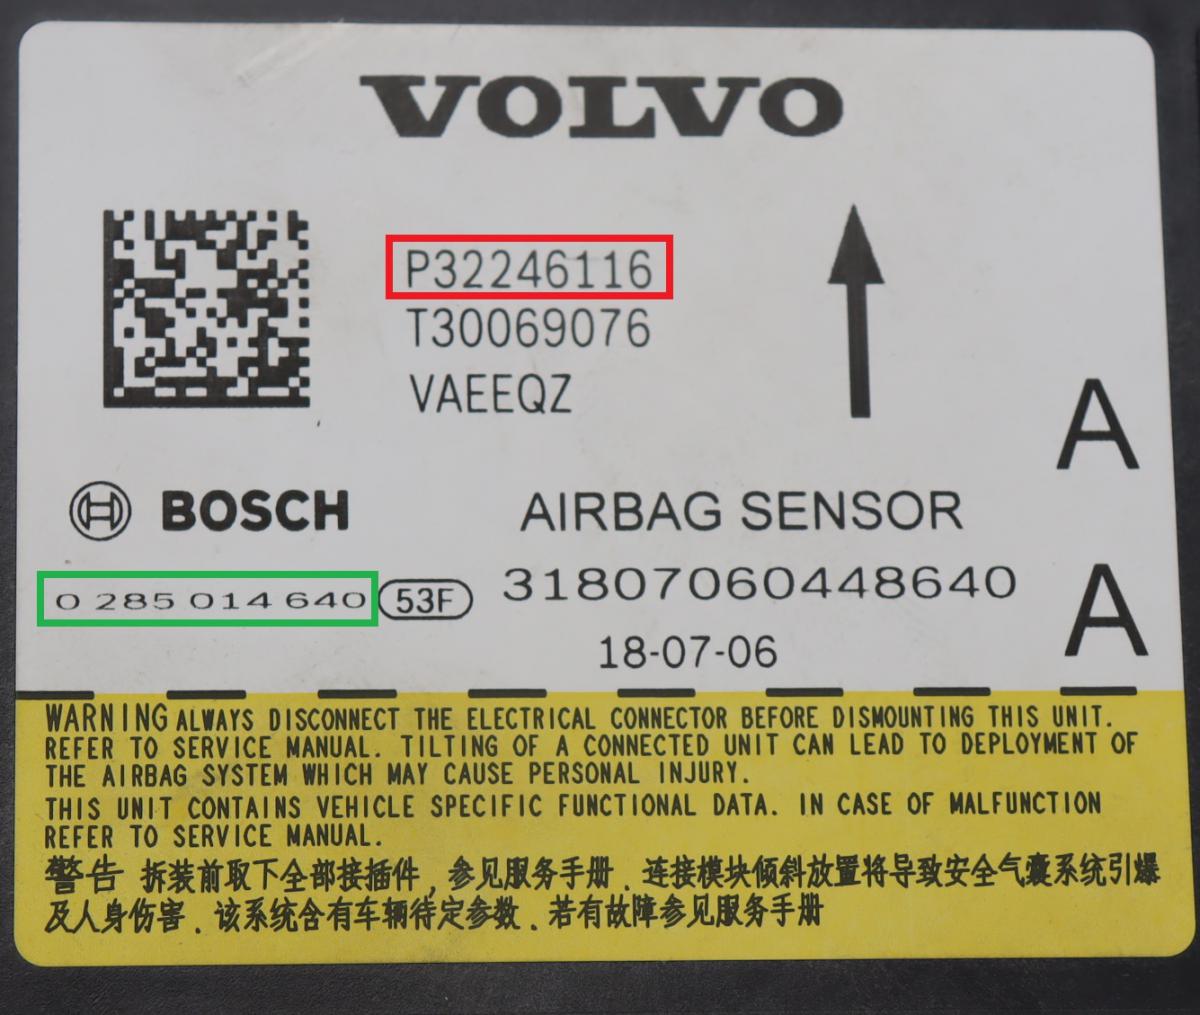 VOLVO
P32246116
T30069076
VAEEQZ
A
BOSCH
AIRBAG SENSOR
0 285 014 640 53F
31807060448640
A
18-07-06
WARNING ALWAYS DISCONNECT THE ELECTRICAL CONNECTOR BEFORE DISMOUNTING THIS UNIT.
REFER TO SERVICE MANUAL. TILTING OF A CONNECTED UNIT CAN LEAD TO DEPLOYMENT OF
THE AIRBAG SYSTEM WHICH MAY CAUSE PERSONAL INJURY.
THIS UNIT CONTAINS VEHICLE SPECIFIC FUNCTIONAL DATA. IN CASE OF MALFUNCTION
REFER TO SERVICE MANUAL.
警告 拆装前取下全部接插件，参见服务手册．连接模块倾斜放置将导致安全气囊系统引爆
及人身伤害．该系统含有车辆待定参数．若有故障参见服务手册